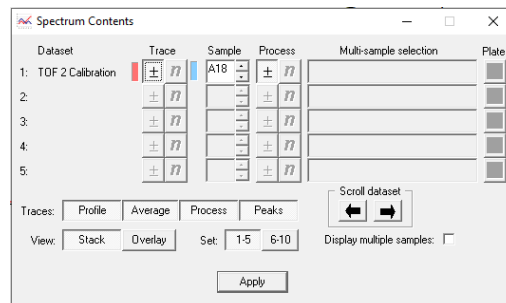 Spectrum Contents
Dataset Trace Sample Process Multi-sample selection Plate
1: TOF 2 Calibration ± n A18 ± n
2: ± n ± n
3: ± n ± n
4: ± n ± n
5: ± n ± n
Scroll dataset
Traces: Profile Average Process Peaks
View: Stack Overlay Set: 1-5 6-10 Display multiple samples:
Apply